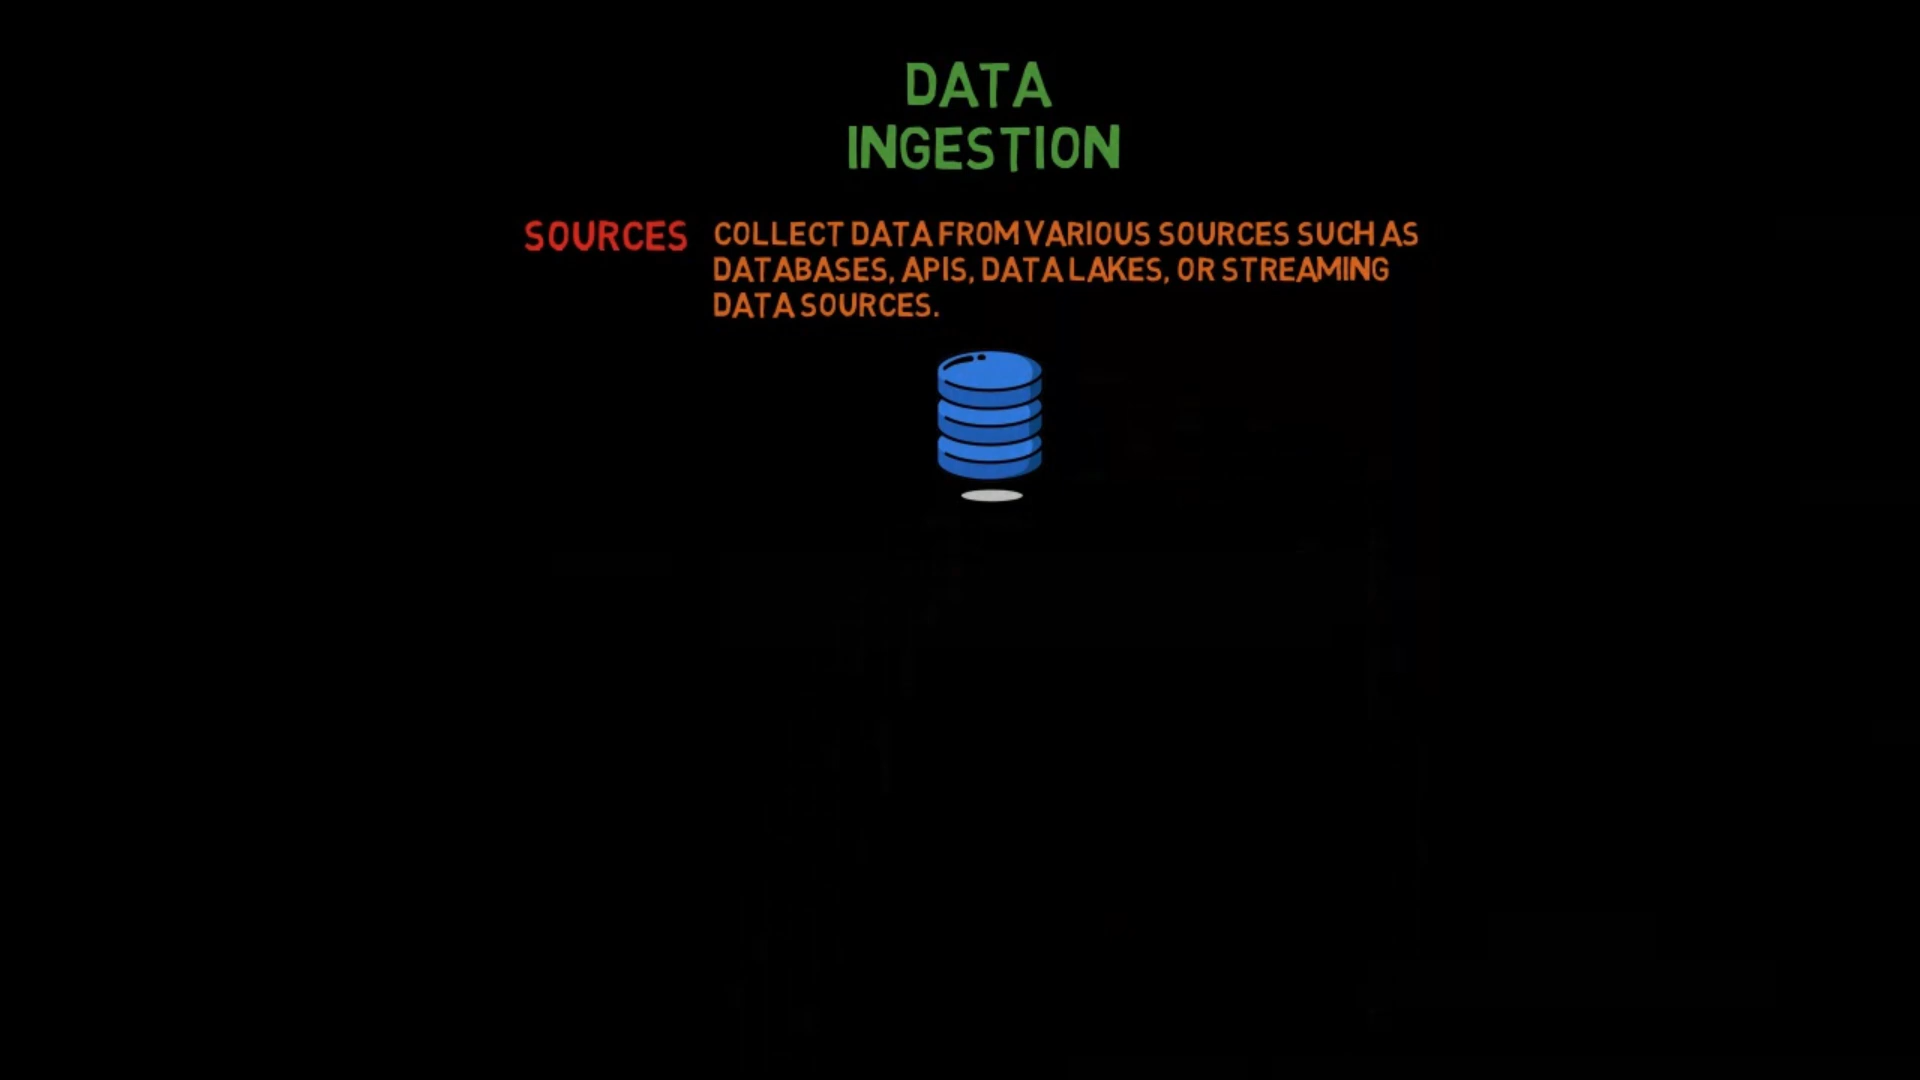 DATA
INGESTION
SOURCES
COLLECT DATA FROM VARIOUS SOURCES SUCH AS
DATABASES, APIS, DATA LAKES, OR STREAMING
DATA SOURCES.